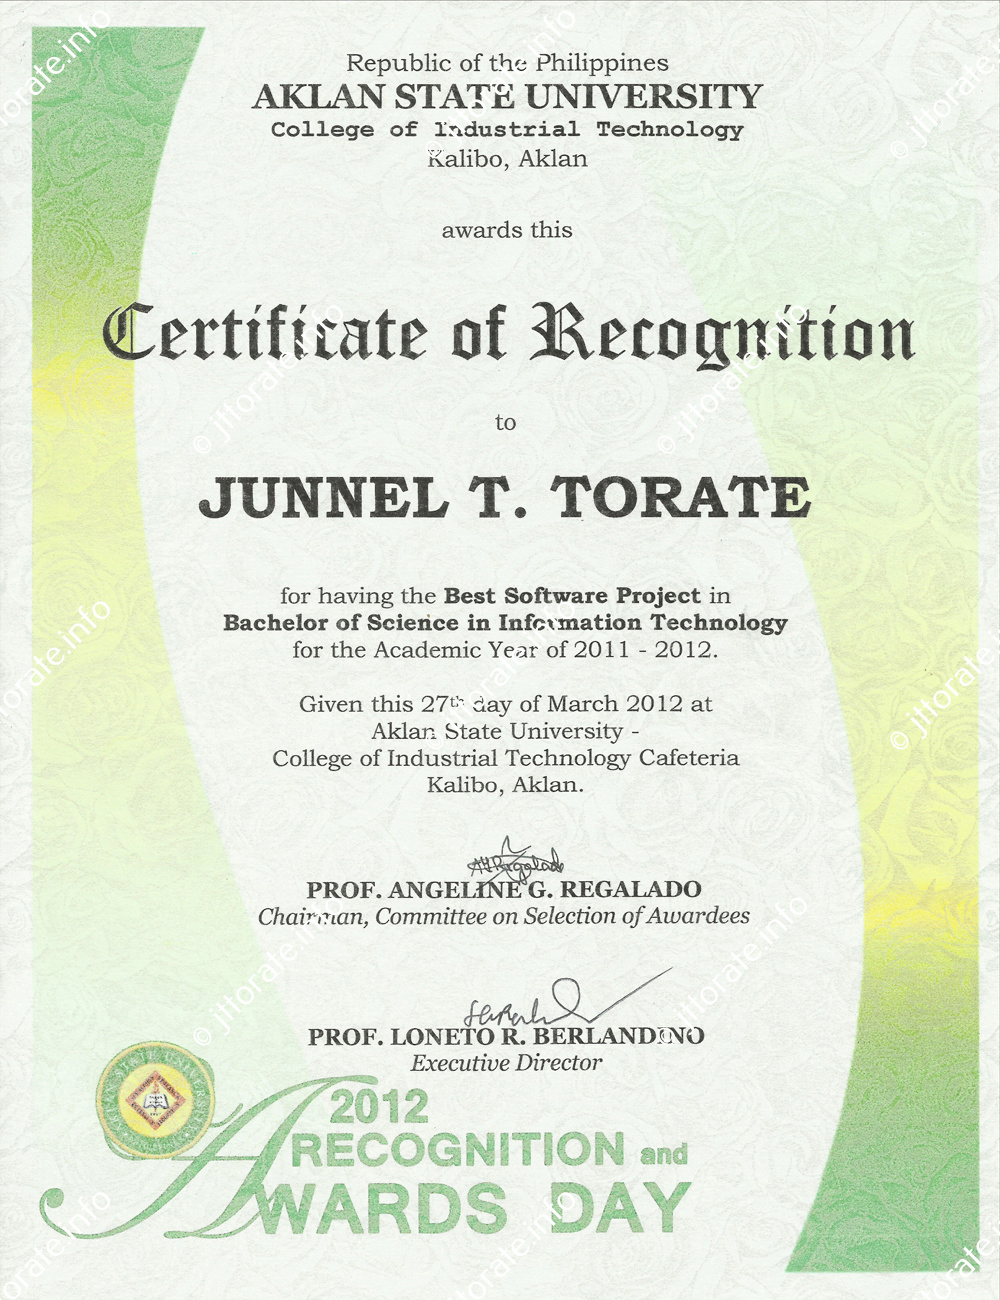 Republic of the Philippines
AKLAN STATE UNIVERSITY
College of Industrial Technology
Kalibo, Aklan
awards this
Certificate of Recognition
to
JUNNEL T. TORATE
for having the Best Software Project in
Bachelor of Science in Information Technology
for the Academic Year of 2011 - 2012.
Given this 27th day of March 2012 at
Aklan State University -
College of Industrial Technology Cafeteria
Kalibo, Aklan.
PROF. ANGELINE G. REGALADO
Chairman, Committee on Selection of Awardees
PROF. LONETO R. BERLANDINO
Executive Director
2012
RECOGNITION and
AWARDS DAY
© jttorate.info